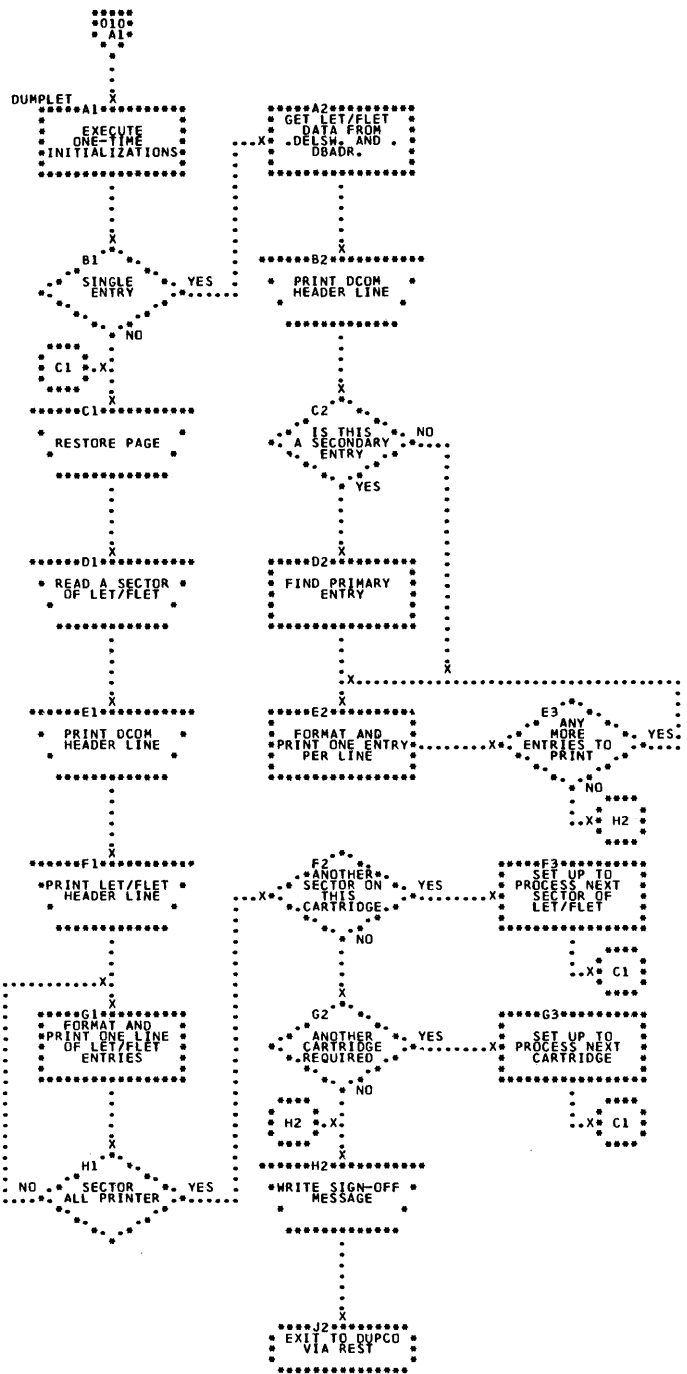 010
A1
DUMPLET
A1
EXECUTE
ONE-TIME
INITIALIZATIONS
A2
GET LET/FLET
DATA FROM
.DELSW. AND .
DBADR.
B1
SINGLE
ENTRY
YES
NO
B2
PRINT DCOM
HEADER LINE
C1
C1
RESTORE PAGE
C2
IS THIS
A SECONDARY
ENTRY
NO
YES
D1
READ A SECTOR
OF LET/FLET
D2
FIND PRIMARY
ENTRY
E1
PRINT DCOM
HEADER LINE
E2
FORMAT AND
PRINT ONE ENTRY
PER LINE
E3
ANY
MORE
ENTRIES TO
PRINT
YES
NO
H2
F1
PRINT LET/FLET
HEADER LINE
F2
ANOTHER
SECTOR ON
THIS
CARTRIDGE
YES
NO
F3
SET UP TO
PROCESS NEXT
SECTOR OF
LET/FLET
C1
G1
FORMAT AND
PRINT ONE LINE
OF LET/FLET
ENTRIES
G2
ANOTHER
CARTRIDGE
REQUIRED
YES
NO
G3
SET UP TO
PROCESS NEXT
CARTRIDGE
C1
H2
H1
SECTOR
ALL PRINTER
NO
YES
H2
WRITE SIGN-OFF
MESSAGE
J2
EXIT TO DUPCO
VIA REST